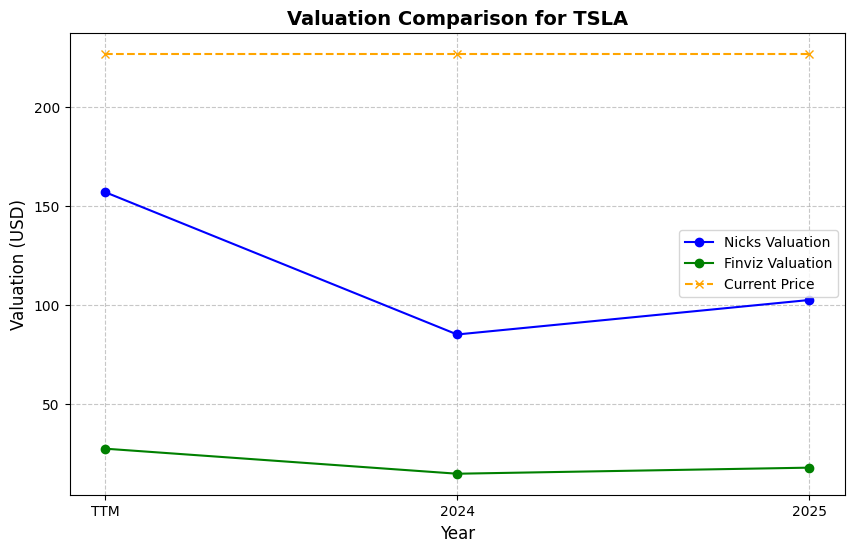 Valuation Comparison for TSLA
Valuation (USD)
200
150
100
50
Nicks Valuation
Finviz Valuation
Current Price
TTM
2024
2025
Year